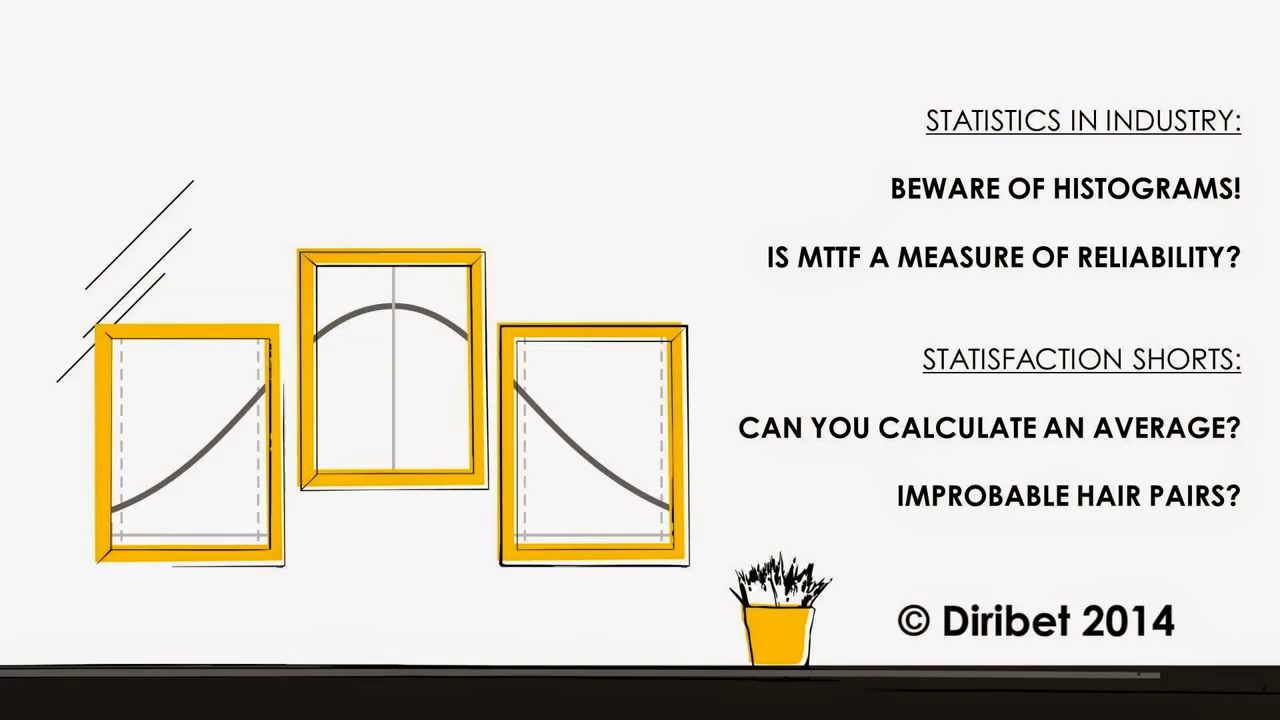 STATISTICS IN INDUSTRY:
BEWARE OF HISTOGRAMS!
IS MTTF A MEASURE OF RELIABILITY?
STATISFACTION SHORTS:
CAN YOU CALCULATE AN AVERAGE?
IMPROBABLE HAIR PAIRS?
© Diribet 2014